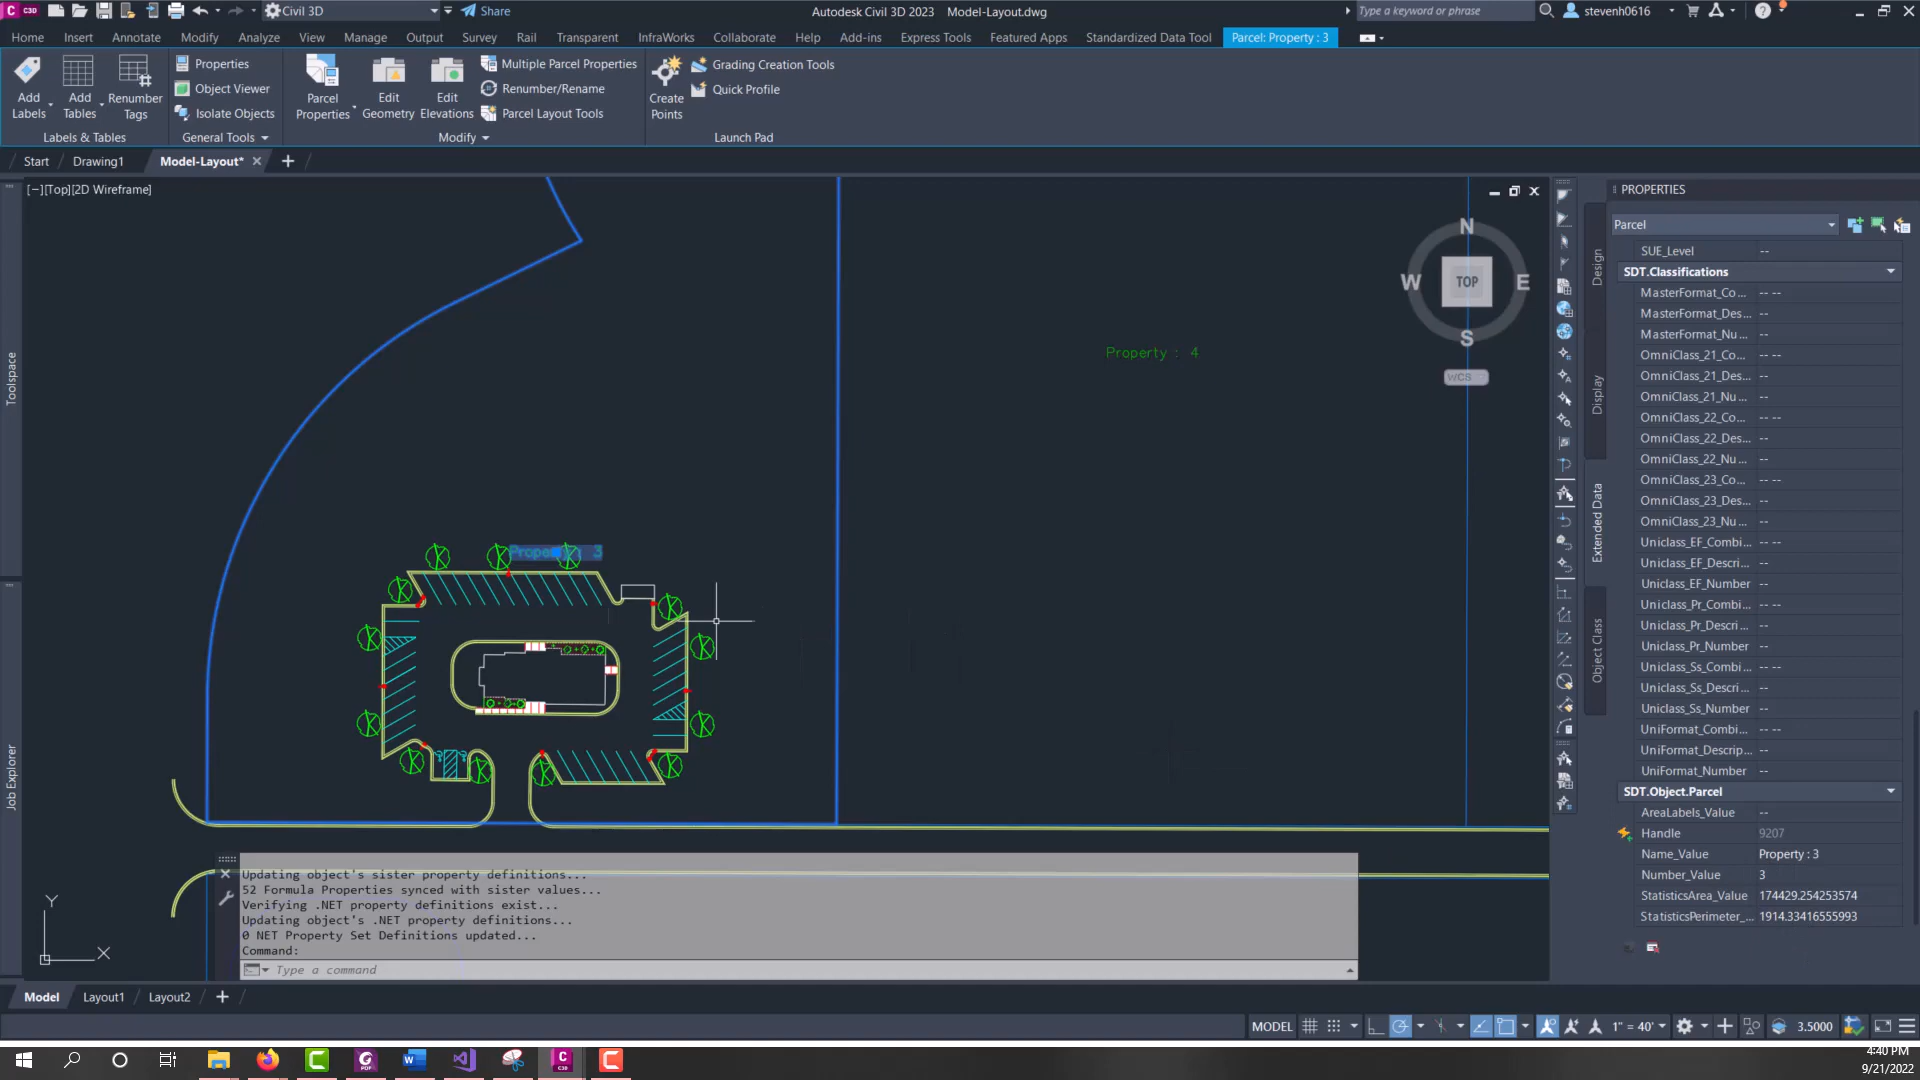 C3D
Civil 3D
Share
Autodesk Civil 3D 2023 Model-Layout.dwg
Type a keyword or phrase
stevenh0616
Home Insert Annotate Modify Analyze View Manage Output Survey Rail Transparent InfraWorks Collaborate Help Add-ins Express Tools Featured Apps Standardized Data Tool Parcel: Property : 3
Add Labels
Add Tables
Renumber Tags
Labels & Tables
Properties
Object Viewer
Isolate Objects
General Tools
Parcel Properties
Edit Geometry
Edit Elevations
Multiple Parcel Properties
Renumber/Rename
Parcel Layout Tools
Modify
Create Points
Grading Creation Tools
Quick Profile
Launch Pad
Start Drawing1 Model-Layout*
[−][Top][2D Wireframe]
Toolspace
Job Explorer
N
W TOP E
S
WCS
Property : 4
Property : 3
Y
X
Updating object's sister property definitions...
52 Formula Properties synced with sister values...
Verifying .NET property definitions exist...
Updating object's .NET property definitions...
0 NET Property Set Definitions updated...
Command:
Type a command
PROPERTIES
Parcel
Design
Display
Extended Data
Object Class
SUE_Level --
SDT.Classifications
MasterFormat_Co... -- --
MasterFormat_Des... --
MasterFormat_Nu... --
OmniClass_21_Co... -- --
OmniClass_21_Des... --
OmniClass_21_Nu... --
OmniClass_22_Co... -- --
OmniClass_22_Des... --
OmniClass_22_Nu... --
OmniClass_23_Co... -- --
OmniClass_23_Des... --
OmniClass_23_Nu... --
Uniclass_EF_Combi... -- --
Uniclass_EF_Descri... --
Uniclass_EF_Number --
Uniclass_Pr_Combi... -- --
Uniclass_Pr_Descri... --
Uniclass_Pr_Number --
Uniclass_Ss_Combi... -- --
Uniclass_Ss_Descri... --
Uniclass_Ss_Number --
UniFormat_Combi... -- --
UniFormat_Descrip... --
UniFormat_Number --
SDT.Object.Parcel
AreaLabels_Value --
Handle 9207
Name_Value Property : 3
Number_Value 3
StatisticsArea_Value 174429.254253574
StatisticsPerimeter_... 1914.33416555993
Model Layout1 Layout2
MODEL
1" = 40'
3.5000
4:40 PM
9/21/2022